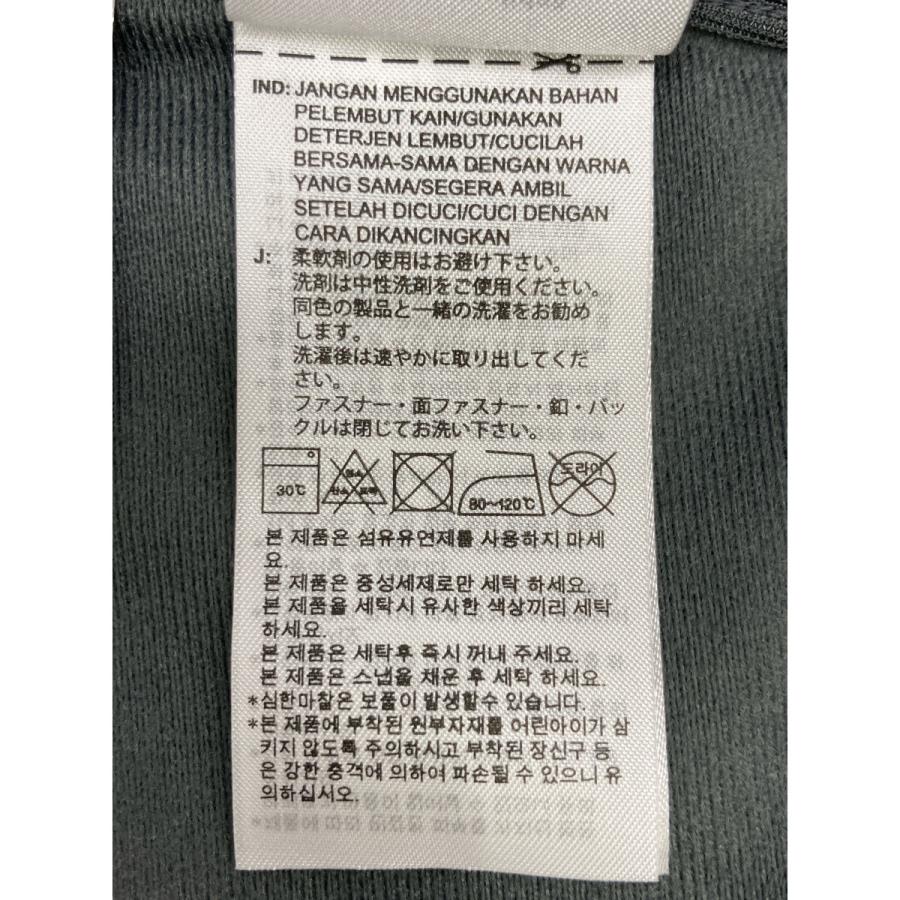 IND: JANGAN MENGGUNAKAN BAHAN
PELEMBUT KAIN/GUNAKAN
DETERJEN LEMBUT/CUCILAH
BERSAMA-SAMA DENGAN WARNA
YANG SAMA/SEGERA AMBIL
SETELAH DICUCI/CUCI DENGAN
CARA DIKANCINGKAN
J: 柔軟剤の使用はお避け下さい。
洗剤は中性洗剤をご使用ください。
同色の製品と一緒の洗濯をお勧め
します。
洗濯後は速やかに取り出してくだ
さい。
ファスナー・面ファスナー・釦・バッ
クルは閉じてお洗い下さい。
30℃ 염소 산소 표백 80~120℃ 드라이
본 제품은 섬유유연제를 사용하지 마세
요.
본 제품은 중성세제로만 세탁 하세요.
본 제품을 세탁시 유사한 색상끼리 세탁
하세요.
본 제품은 세탁후 즉시 꺼내 주세요.
본 제품은 스냅을 채운 후 세탁 하세요.
*심한마찰은 보풀이 발생할수 있습니다.
*본 제품에 부착된 원부자재를 어린아이가 삼
키지 않도록 주의하시고 부착된 장신구 등
은 강한 충격에 의하여 파손될 수 있으니 유
의하십시오.